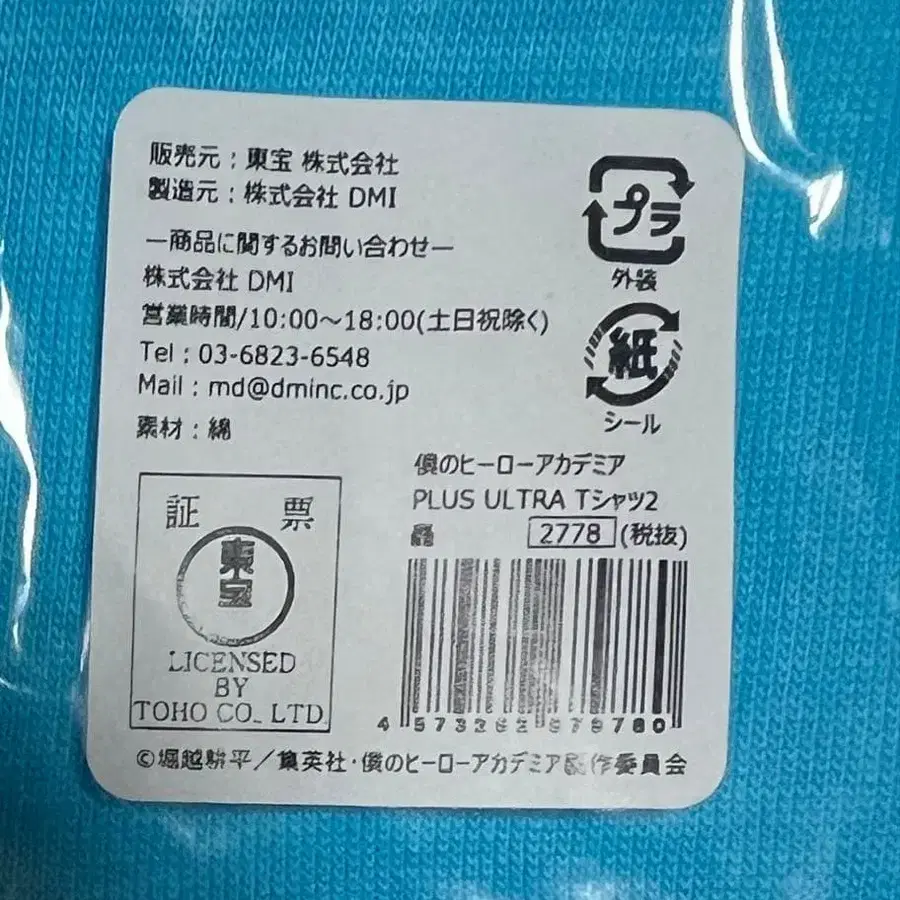 販売元：東宝 株式会社
製造元：株式会社 DMI
―商品に関するお問い合わせ―
株式会社 DMI
営業時間/10:00～18:00(土日祝除く)
Tel：03-6823-6548
Mail：md@dminc.co.jp
素材：綿
プラ
外装
紙
シール
僕のヒーローアカデミア
PLUS ULTRA Tシャツ2
2778 (税抜)
証 票
東宝
LICENSED
BY
TOHO CO., LTD.
©堀越耕平／集英社・僕のヒーローアカデミア製作委員会